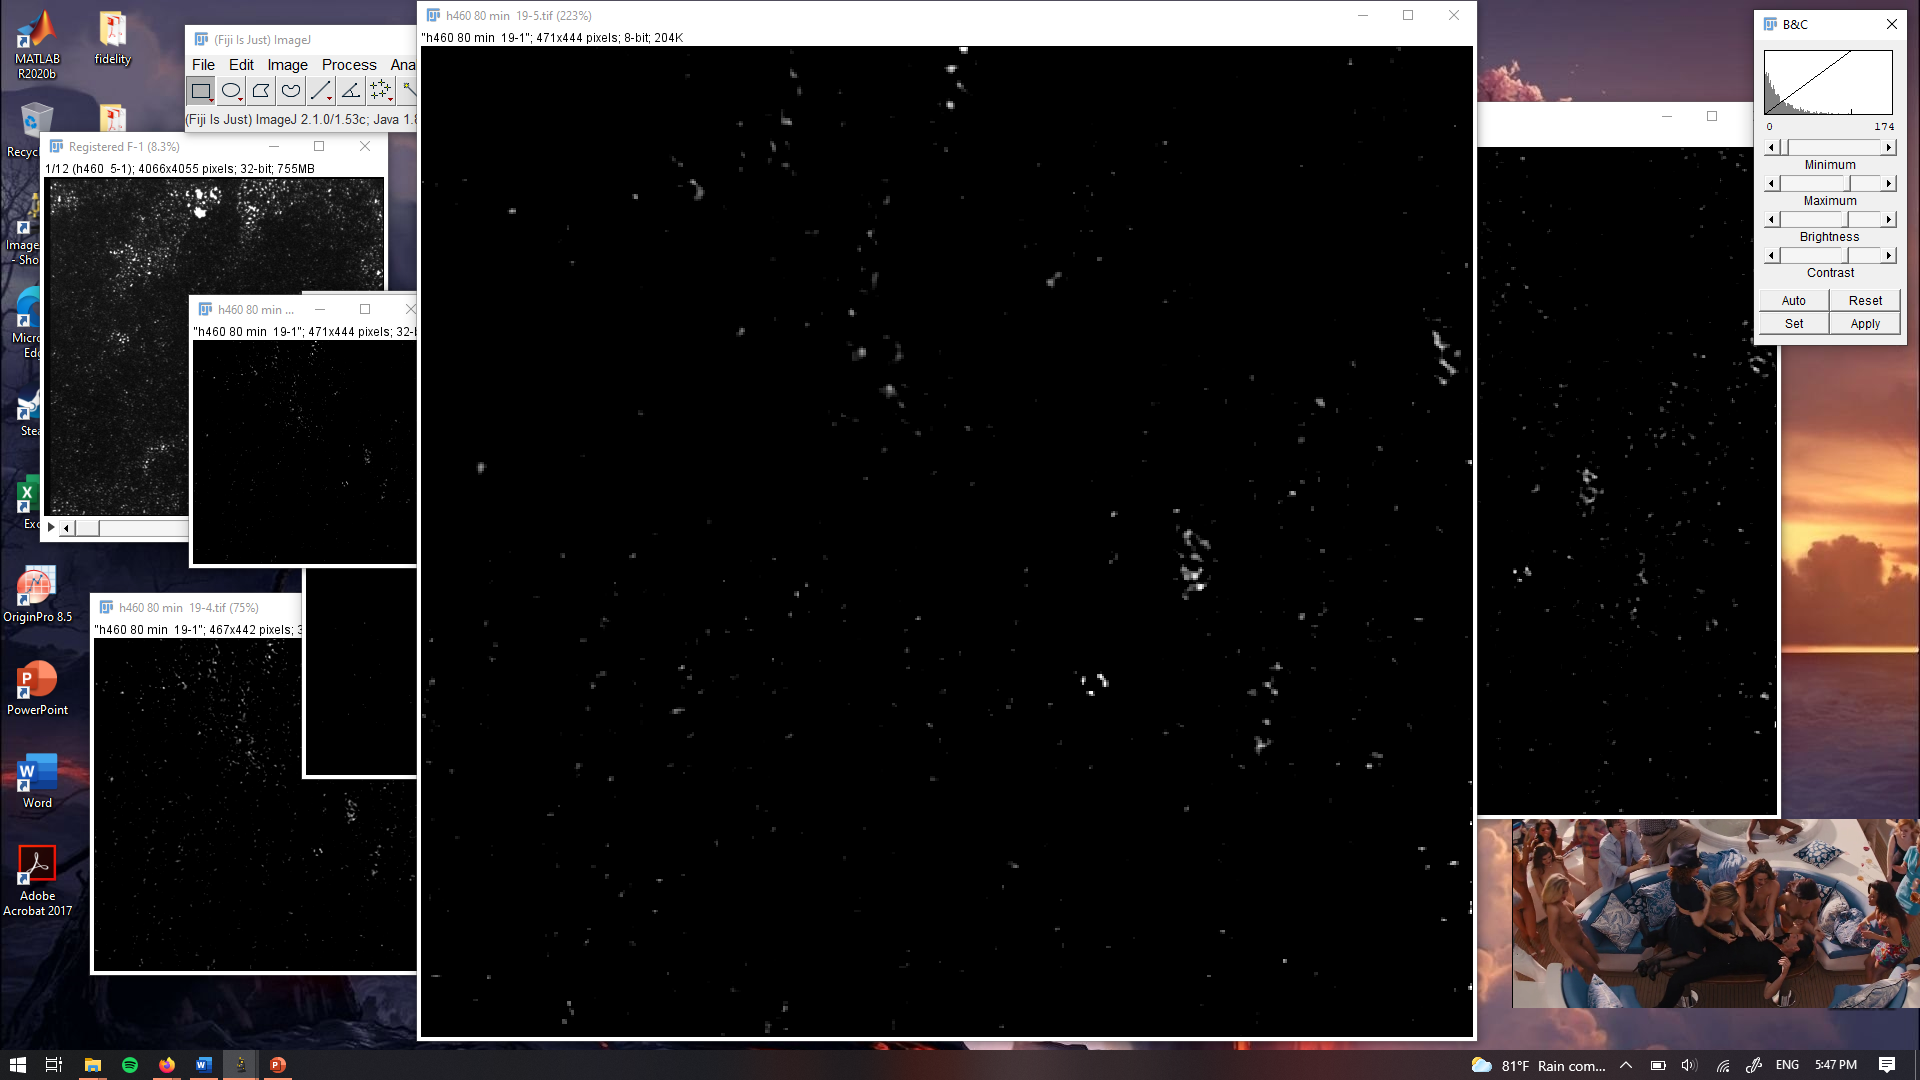 MATLAB
R2020b
fidelity
(Fiji Is Just) ImageJ
File Edit Image Process Ana
(Fiji Is Just) ImageJ 2.1.0/1.53c; Java 1.8
Recyc
Registered F-1 (8.3%)
1/12 (h460 5-1); 4066x4055 pixels; 32-bit; 755MB
Image
- Sho
h460 80 min ...
"h460 80 min 19-1"; 471x444 pixels; 32-b
Micro
Edg
Stea
Exc
OriginPro 8.5
h460 80 min 19-4.tif (75%)
"h460 80 min 19-1"; 467x442 pixels; 3
PowerPoint
Word
Adobe
Acrobat 2017
h460 80 min 19-5.tif (223%)
"h460 80 min 19-1"; 471x444 pixels; 8-bit; 204K
B&C
0 174
Minimum
Maximum
Brightness
Contrast
Auto Reset
Set Apply
81°F Rain com... ENG 5:47 PM